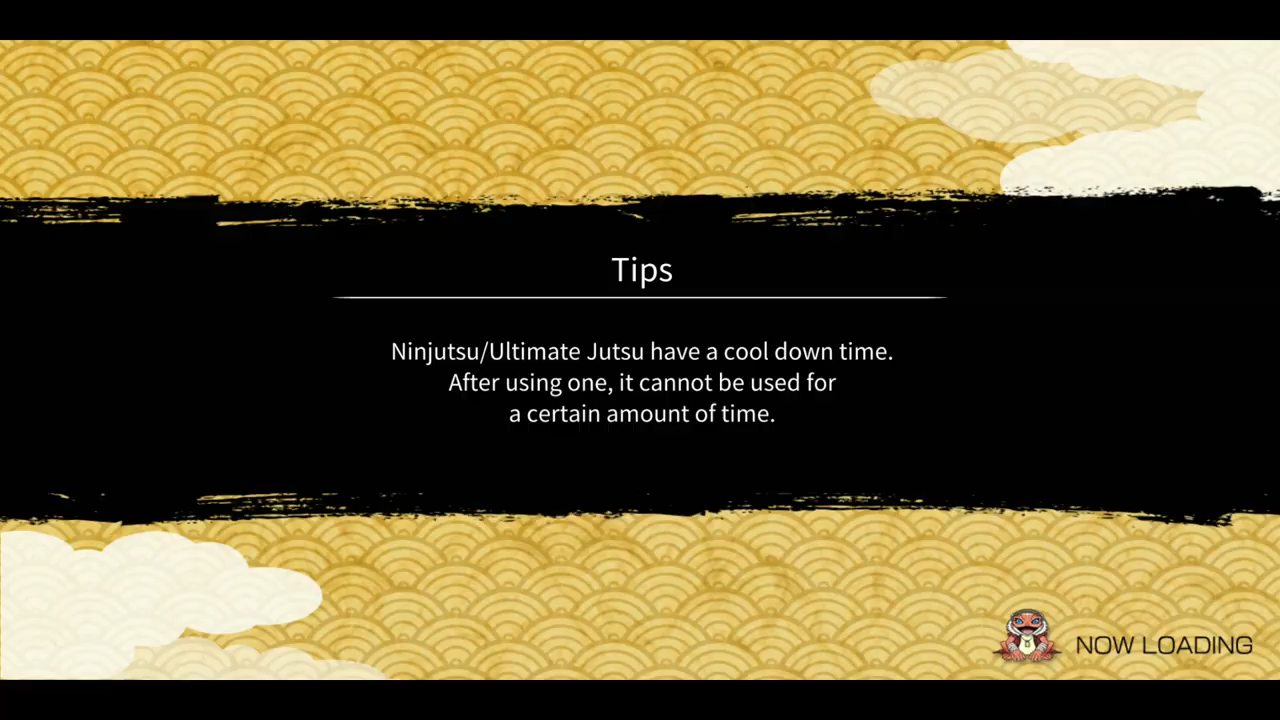 Tips
Ninjutsu/Ultimate Jutsu have a cool down time.
After using one, it cannot be used for
a certain amount of time.
NOW LOADING